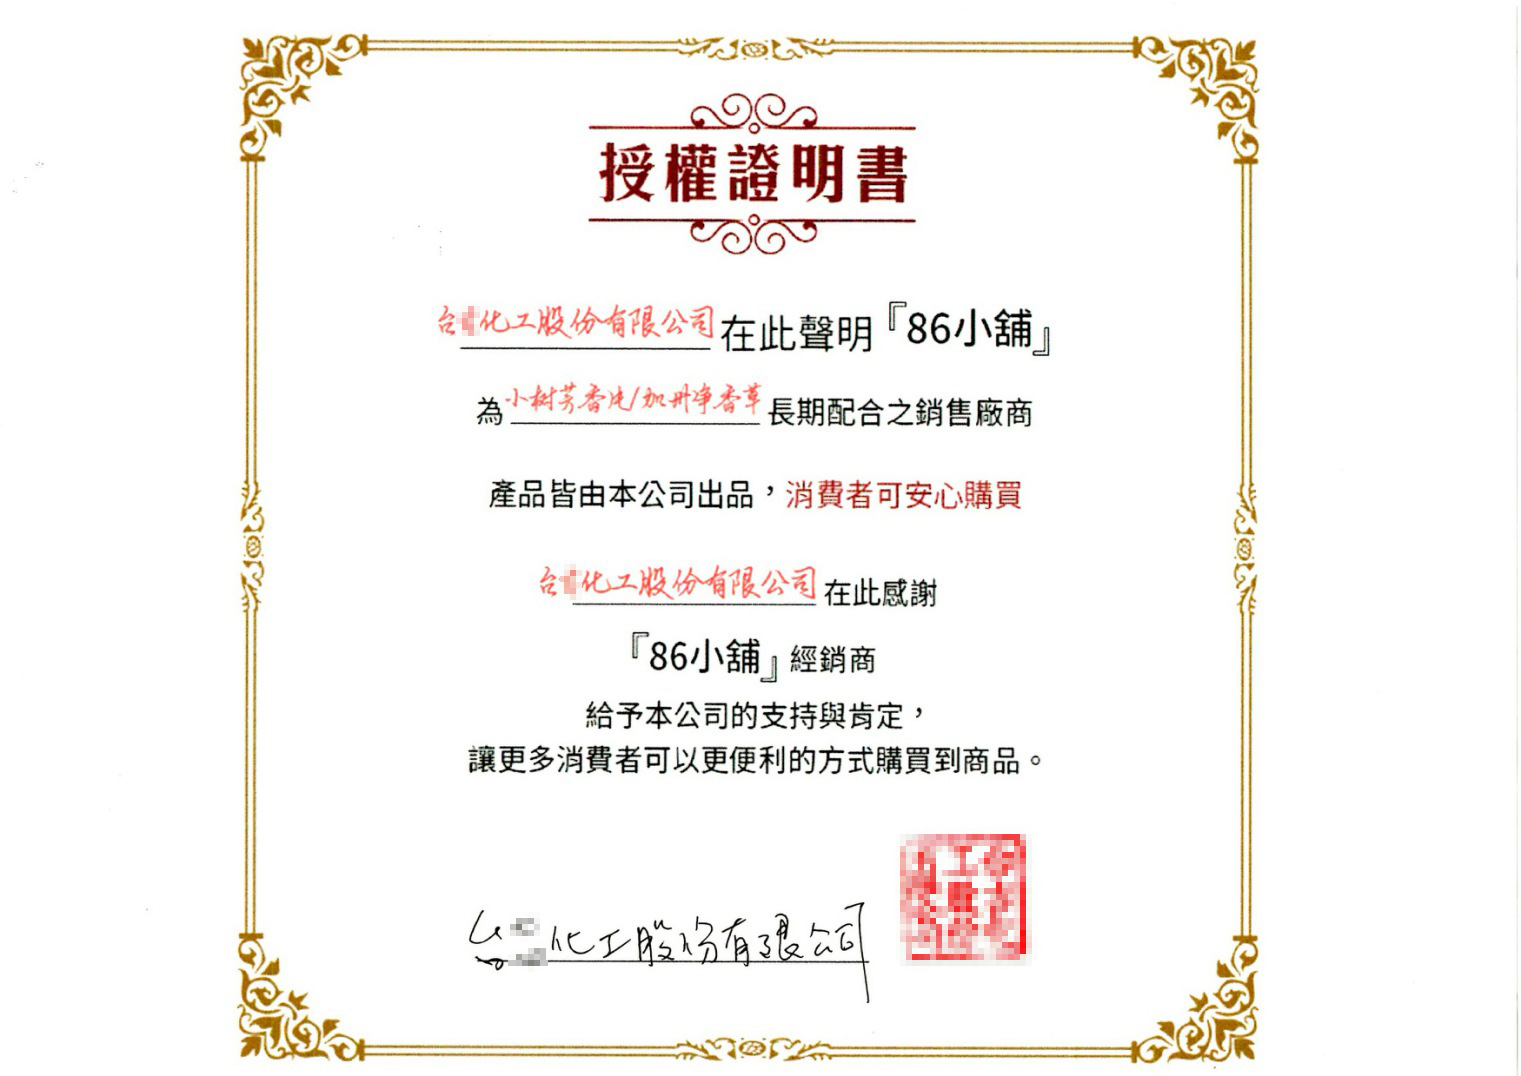 授權證明書
台化工股份有限公司在此聲明『86小舖』
為小樹芳香片/加州淨香草長期配合之銷售廠商
產品皆由本公司出品，消費者可安心購買
台化工股份有限公司在此感謝
『86小舖』經銷商
給予本公司的支持與肯定，
讓更多消費者可以更便利的方式購買到商品。
台化工股份有限公司